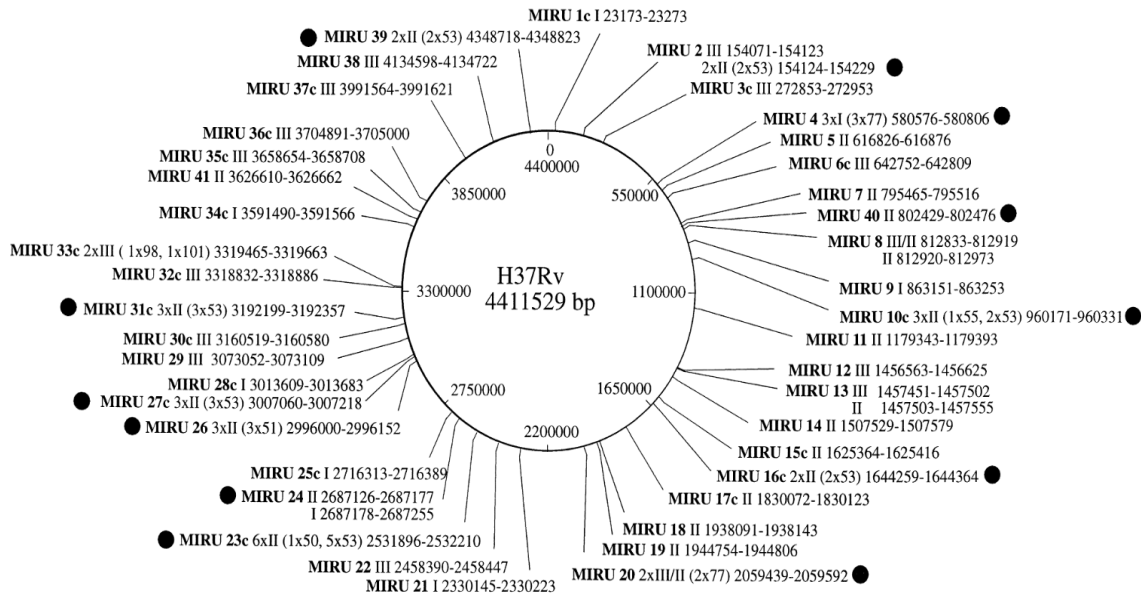 MIRU 1c I 23173-23273
MIRU 2 III 154071-154123
2xII (2x53) 154124-154229
MIRU 3c III 272853-272953
MIRU 4 3xI (3x77) 580576-580806
MIRU 5 II 616826-616876
MIRU 6c III 642752-642809
MIRU 7 II 795465-795516
MIRU 40 II 802429-802476
MIRU 8 III/II 812833-812919
II 812920-812973
MIRU 9 I 863151-863253
MIRU 10c 3xII (1x55, 2x53) 960171-960331
MIRU 11 II 1179343-1179393
MIRU 12 III 1456563-1456625
MIRU 13 III 1457451-1457502
II 1457503-1457555
MIRU 14 II 1507529-1507579
MIRU 15c II 1625364-1625416
MIRU 16c 2xII (2x53) 1644259-1644364
MIRU 17c II 1830072-1830123
MIRU 18 II 1938091-1938143
MIRU 19 II 1944754-1944806
MIRU 20 2xIII/II (2x77) 2059439-2059592
MIRU 21 I 2330145-2330223
MIRU 22 III 2458390-2458447
MIRU 23c 6xII (1x50, 5x53) 2531896-2532210
MIRU 24 II 2687126-2687177
I 2687178-2687255
MIRU 25c I 2716313-2716389
MIRU 26 3xII (3x51) 2996000-2996152
MIRU 27c 3xII (3x53) 3007060-3007218
MIRU 28c I 3013609-3013683
MIRU 29 III 3073052-3073109
MIRU 30c III 3160519-3160580
MIRU 31c 3xII (3x53) 3192199-3192357
MIRU 32c III 3318832-3318886
MIRU 33c 2xIII ( 1x98, 1x101) 3319465-3319663
MIRU 34c I 3591490-3591566
MIRU 41 II 3626610-3626662
MIRU 35c III 3658654-3658708
MIRU 36c III 3704891-3705000
MIRU 37c III 3991564-3991621
MIRU 38 III 4134598-4134722
MIRU 39 2xII (2x53) 4348718-4348823
0
4400000
550000
1100000
1650000
2200000
2750000
3300000
3850000
H37Rv
4411529 bp